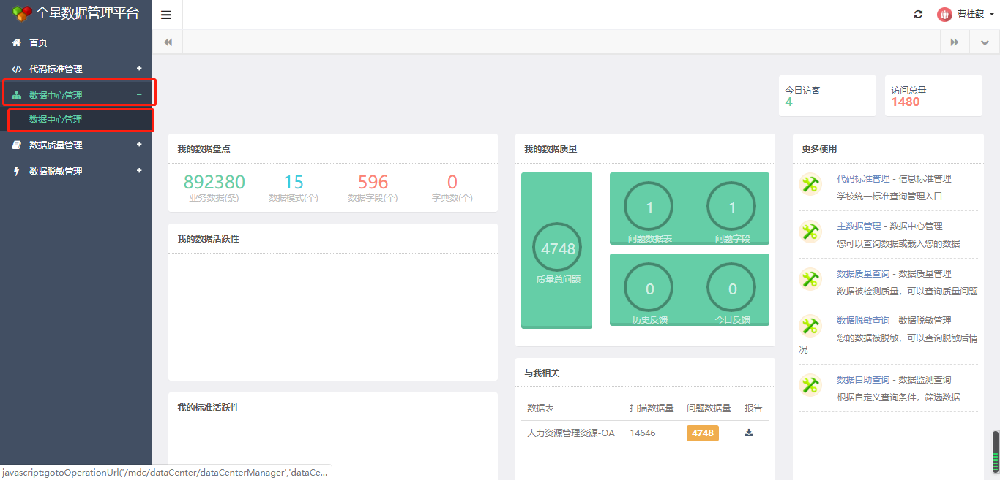 全量数据管理平台
曹桂馥
首页
代码标准管理 +
数据中心管理 −
数据中心管理
数据质量管理 +
数据脱敏管理 +
今日访客
4
访问总量
1480
我的数据盘点
892380
业务数据(条)
15
数据模式(个)
596
数据字段(个)
0
字典数(个)
我的数据活跃性
我的标准活跃性
我的数据质量
4748
质量总问题
1
问题数据表
1
问题字段
0
历史反馈
0
今日反馈
与我相关
数据表 扫描数据量 问题数据量 报告
人力资源管理资源-OA 14646 4748
更多使用
代码标准管理 - 信息标准管理
学校统一标准查询管理入口
主数据管理 - 数据中心管理
您可以查询数据或载入您的数据
数据质量查询 - 数据质量管理
数据被检测质量，可以查询质量问题
数据脱敏查询 - 数据脱敏管理
您的数据被脱敏，可以查询脱敏后情
况
数据自助查询 - 数据监测查询
根据自定义查询条件，筛选数据
javascript:gotoOperationUrl('/mdc/dataCenter/dataCenterManager','dataCe...